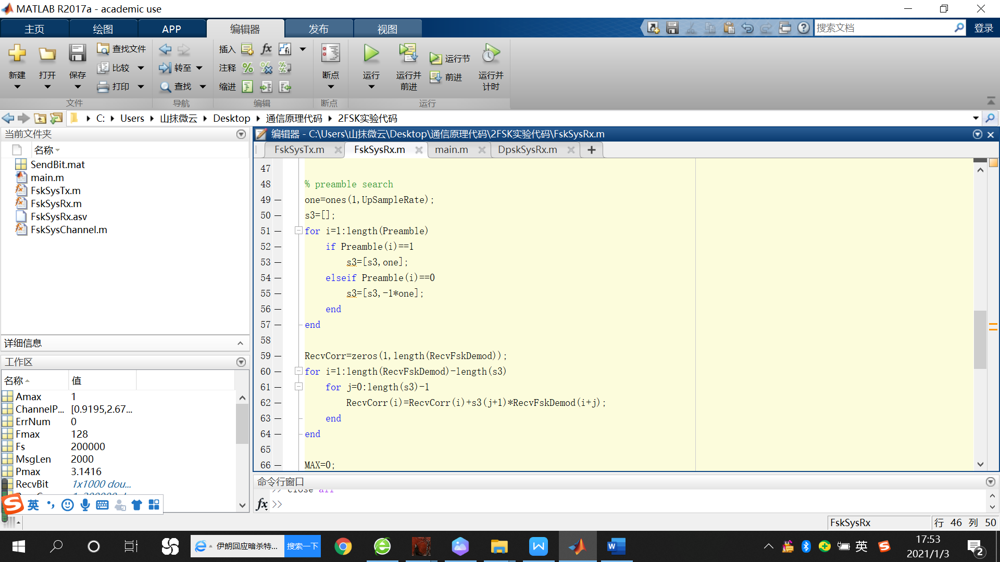 MATLAB R2017a - academic use
主页 绘图 APP 编辑器 发布 视图 搜索文档 登录
新建 打开 保存 查找文件 比较 打印 转至 查找 插入 注释 缩进 断点 运行 运行并前进 运行节 前进 运行并计时
文件 导航 编辑 断点 运行
C: Users 山抹微云 Desktop 通信原理代码 2FSK实验代码
当前文件夹
名称
SendBit.mat
main.m
FskSysTx.m
FskSysRx.m
FskSysRx.asv
FskSysChannel.m
详细信息
工作区
名称 值
Amax 1
ChannelP... [0.9195,2.67...
ErrNum 0
Fmax 128
Fs 200000
MsgLen 2000
Pmax 3.1416
RecvBit 1x1000 dou...
英
编辑器 - C:\Users\山抹微云\Desktop\通信原理代码\2FSK实验代码\FskSysRx.m
FskSysTx.m FskSysRx.m main.m DpskSysRx.m
47
48 % preamble search
49 one=ones(1,UpSampleRate);
50 s3=[];
51 for i=1:length(Preamble)
52 if Preamble(i)==1
53 s3=[s3,one];
54 elseif Preamble(i)==0
55 s3=[s3,-1*one];
56 end
57 end
58
59 RecvCorr=zeros(1,length(RecvFskDemod));
60 for i=1:length(RecvFskDemod)-length(s3)
61 for j=0:length(s3)-1
62 RecvCorr(i)=RecvCorr(i)+s3(j+1)*RecvFskDemod(i+j);
63 end
64 end
65
66 MAX=0;
命令行窗口
>> close all
fx >>
FskSysRx 行 46 列 50
伊朗回应暗杀特... 搜索一下 英 17:53
2021/1/3 2